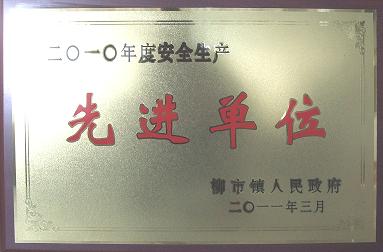 二〇一〇年度安全生产
先进单位
柳市镇人民政府
二〇一一年三月